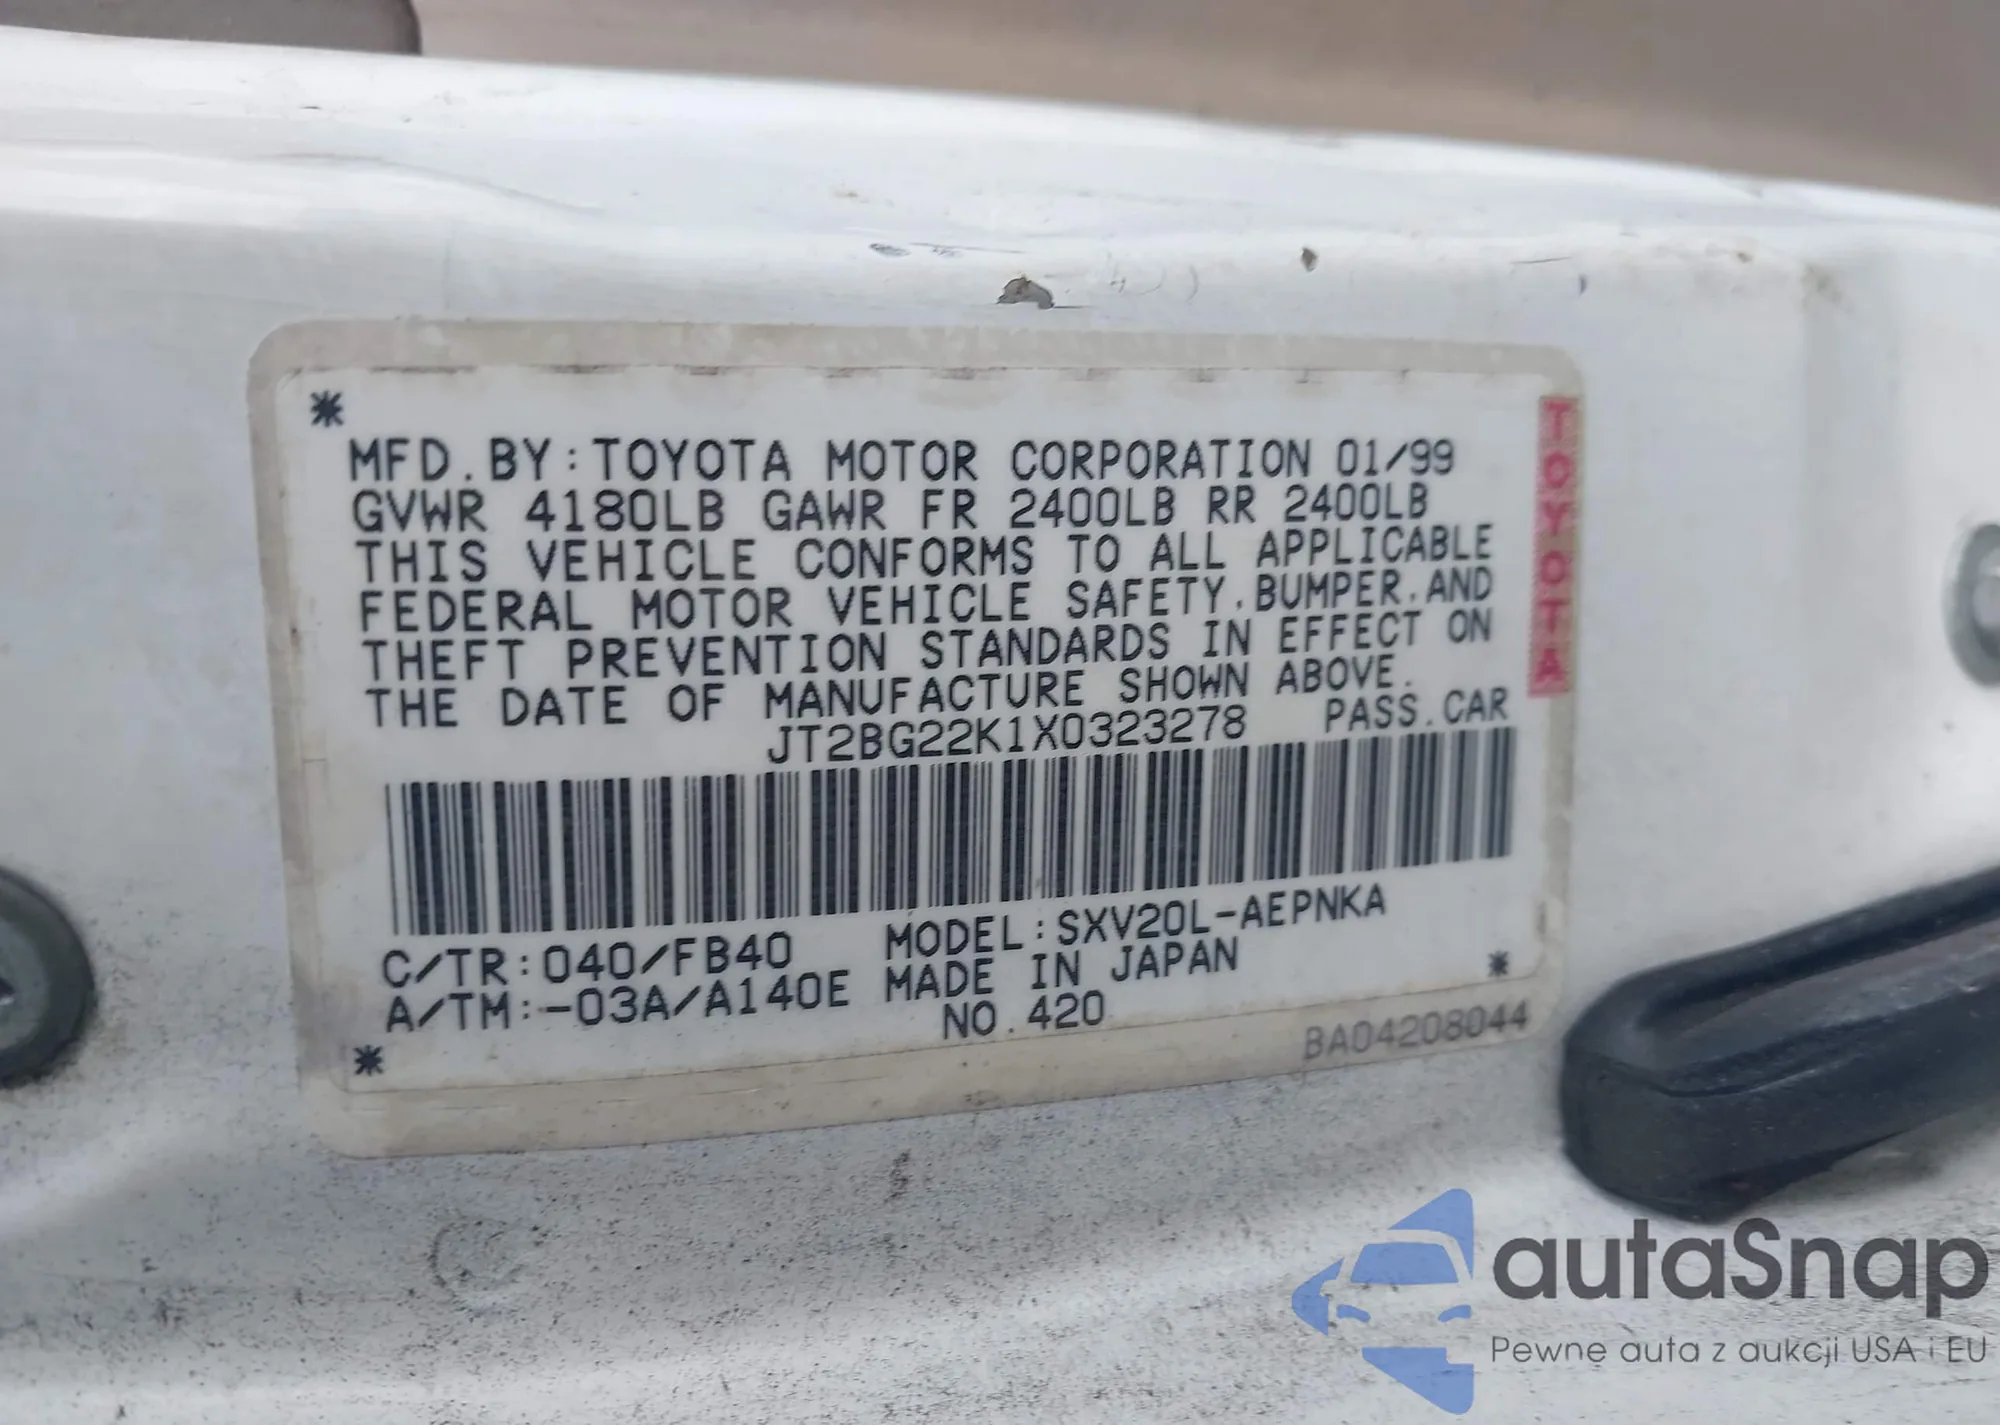 MFD.BY:TOYOTA MOTOR CORPORATION 01/99
GVWR 4180LB GAWR FR 2400LB RR 2400LB
THIS VEHICLE CONFORMS TO ALL APPLICABLE
FEDERAL MOTOR VEHICLE SAFETY,BUMPER,AND
THEFT PREVENTION STANDARDS IN EFFECT ON
THE DATE OF MANUFACTURE SHOWN ABOVE.
JT2BG22K1X0323278 PASS.CAR
C/TR:040/FB40 MODEL:SXV20L-AEPNKA
A/TM:-03A/A140E MADE IN JAPAN
NO.420
BA04208044
TOYOTA
autaSnap
Pewne auta z aukcji USA i EU